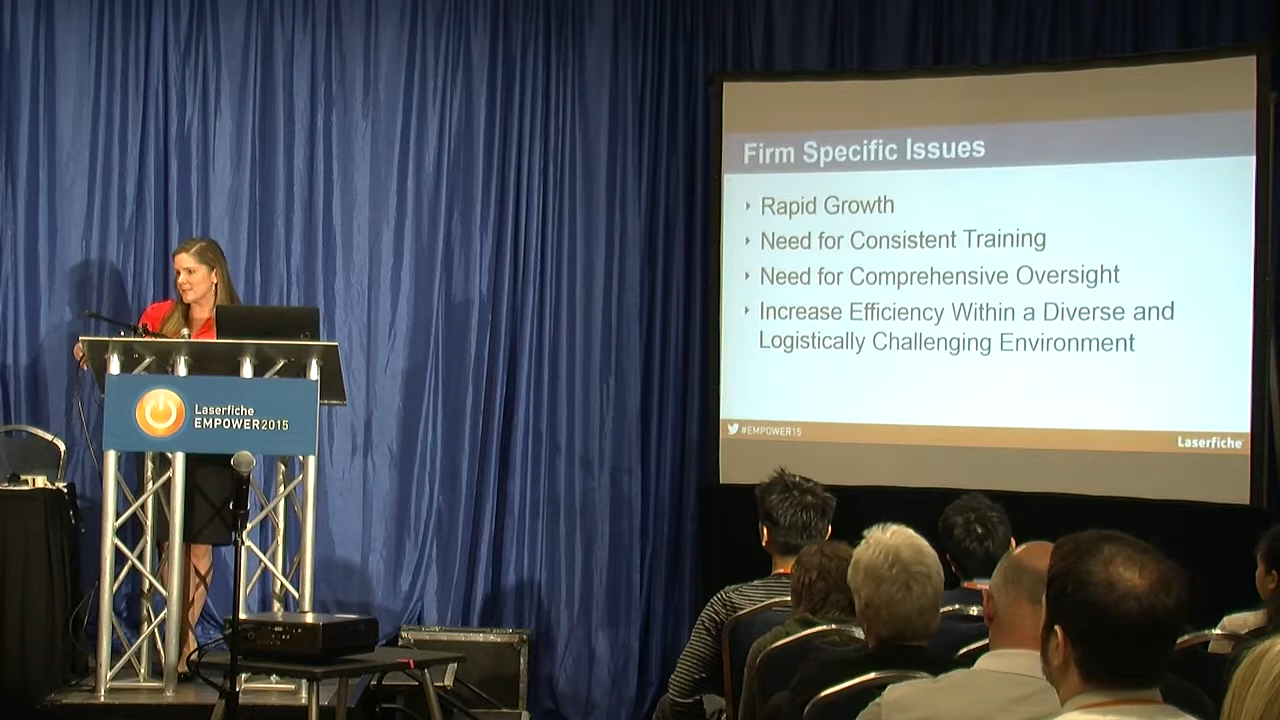 Firm Specific Issues
Rapid Growth
Need for Consistent Training
Need for Comprehensive Oversight
Increase Efficiency Within a Diverse and
Logistically Challenging Environment
#EMPOWER15
Laserfiche
Laserfiche
EMPOWER2015